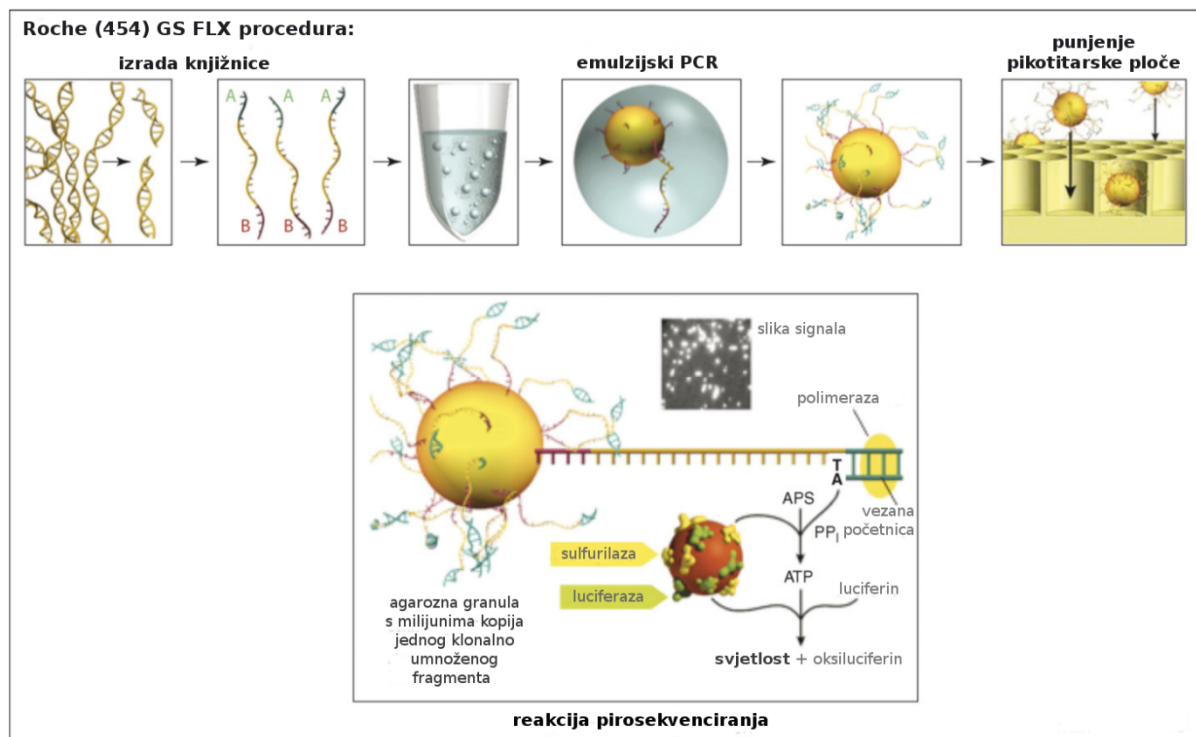 Roche (454) GS FLX procedura:
izrada knjižnice
emulzijski PCR
punjenje
pikotitarske ploče
A
A
A
B
B
B
slika signala
polimeraza
T
A
APS
PPI
vezana
početnica
sulfurilaza
ATP
luciferaza
luciferin
agarozna granula
s milijunima kopija
jednog klonalno
umnoženog
fragmenta
svjetlost + oksiluciferin
reakcija pirosekvenciranja